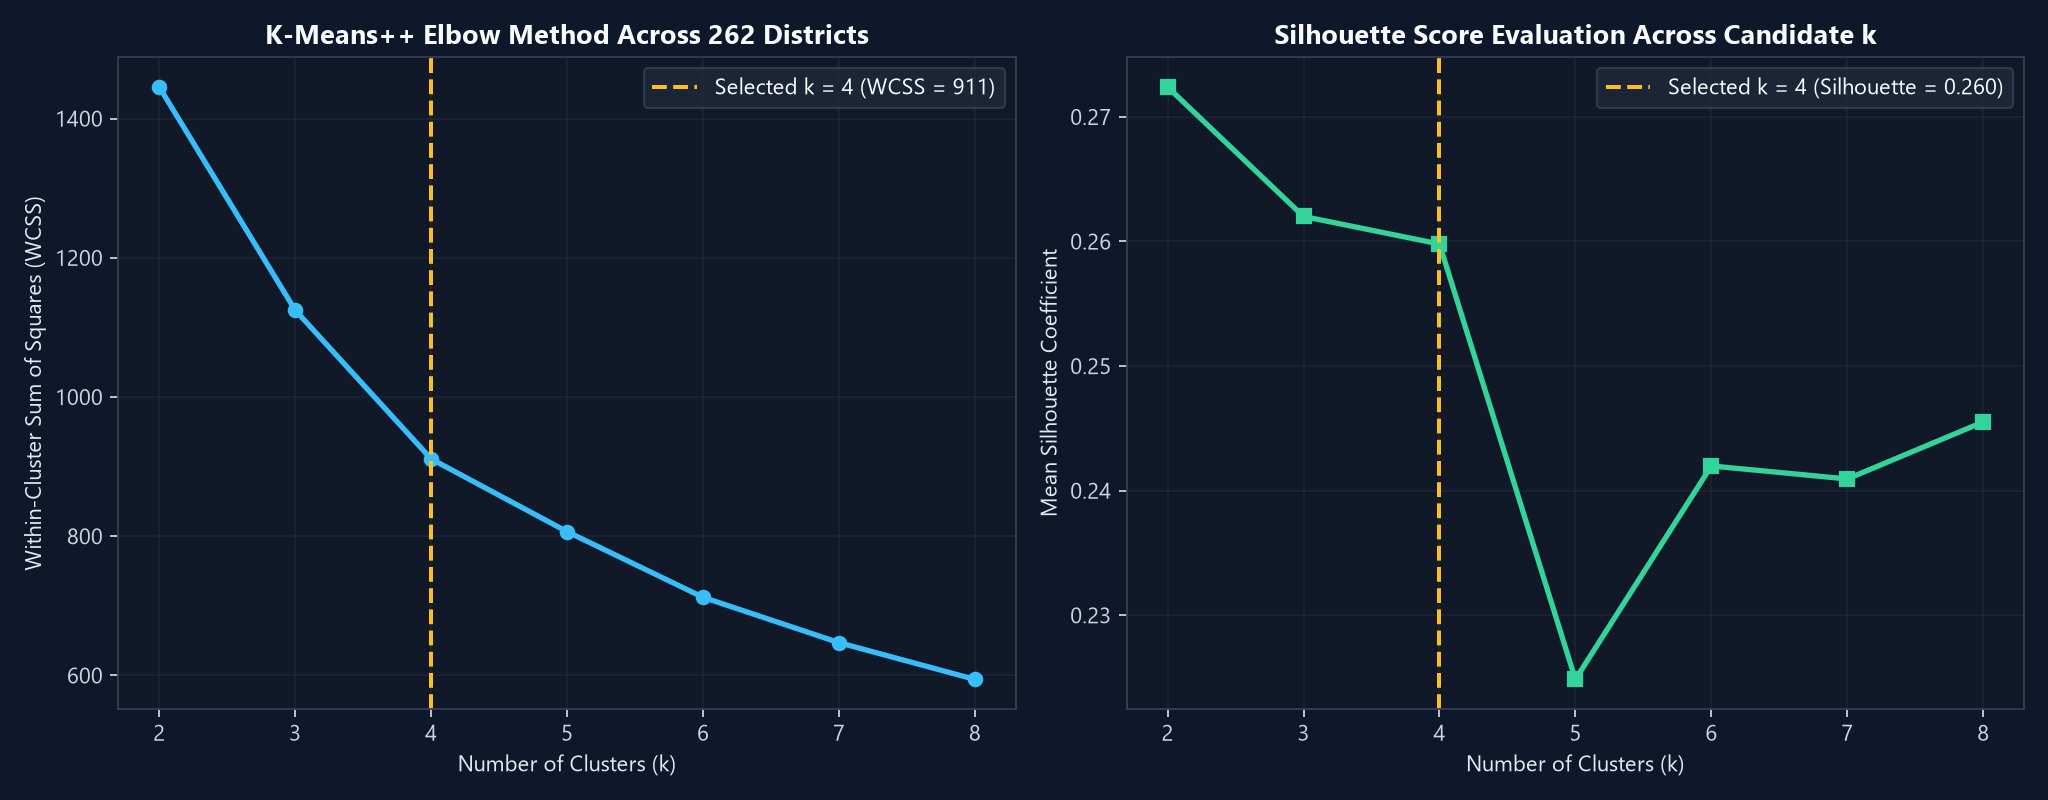 K-Means++ Elbow Method Across 262 Districts
Selected k = 4 (WCSS = 911)
Within-Cluster Sum of Squares (WCSS)
1400
1200
1000
800
600
2 3 4 5 6 7 8
Number of Clusters (k)
Silhouette Score Evaluation Across Candidate k
Selected k = 4 (Silhouette = 0.260)
Mean Silhouette Coefficient
0.27
0.26
0.25
0.24
0.23
2 3 4 5 6 7 8
Number of Clusters (k)